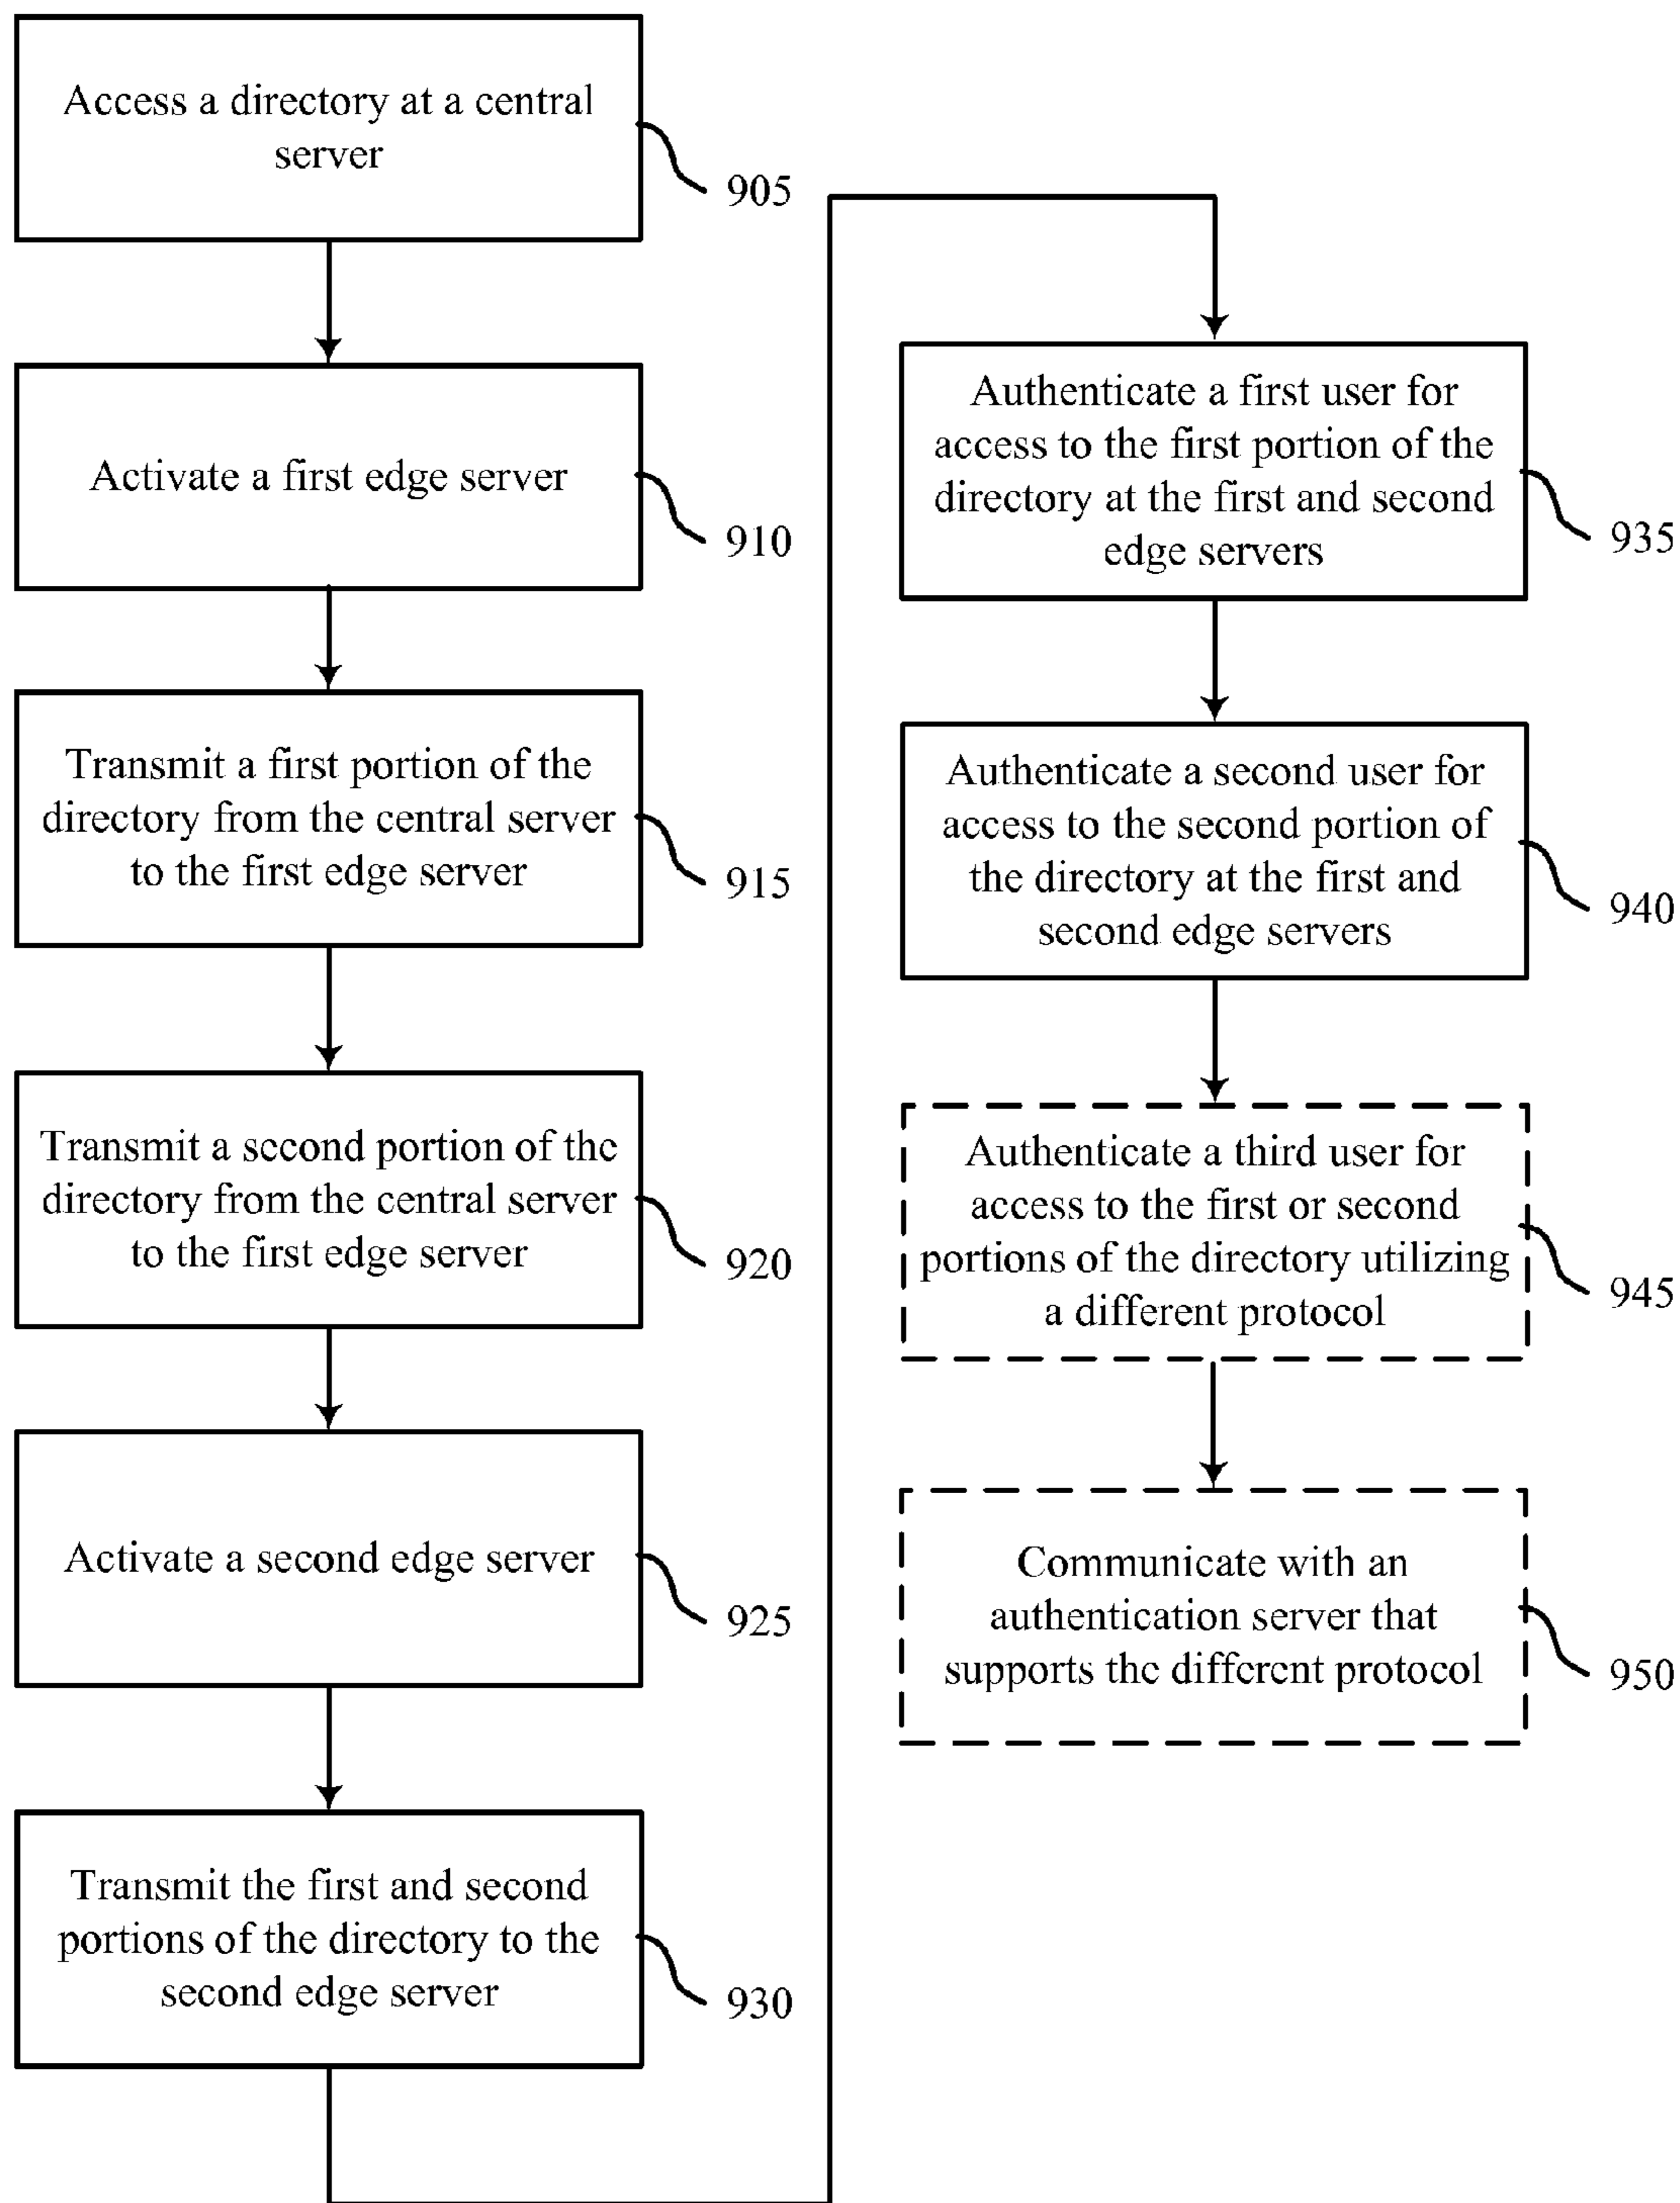 Access a directory at a central
server
905
Activate a first edge server
910
Transmit a first portion of the
directory from the central server
to the first edge server
915
Transmit a second portion of the
directory from the central server
to the first edge server
920
Activate a second edge server
925
Transmit the first and second
portions of the directory to the
second edge server
930
Authenticate a first user for
access to the first portion of the
directory at the first and second
edge servers
935
Authenticate a second user for
access to the second portion of
the directory at the first and
second edge servers
940
Authenticate a third user for
access to the first or second
portions of the directory utilizing
a different protocol
945
Communicate with an
authentication server that
supports the different protocol
950